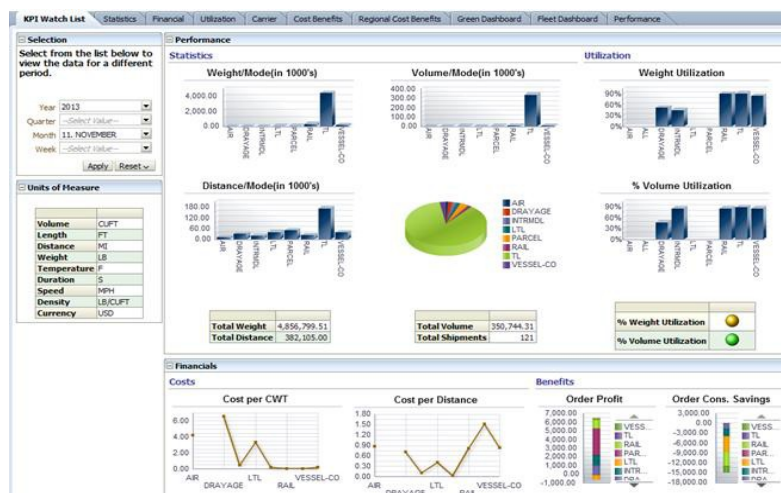 KPI Watch List Statistics Financial Utilization Carrier Cost Benefits Regional Cost Benefits Green Dashboard Fleet Dashboard Performance
Selection
Select from the list below to
view the data for a different
period.
Year 2013
Quarter --Select Value--
Month 11. NOVEMBER
Week --Select Value--
Apply Reset
Units of Measure
Volume CUFT
Length FT
Distance MI
Weight LB
Temperature F
Duration S
Speed MPH
Density LB/CUFT
Currency USD
Performance
Statistics
Weight/Mode(in 1000's)
4,000.00
2,000.00
0.00
AIR DRAYAGE INTRMDL LTL PARCEL RAIL TL VESSEL-CO
Volume/Mode(in 1000's)
400.00
300.00
200.00
100.00
0.00
AIR DRAYAGE INTRMDL LTL PARCEL RAIL TL VESSEL-CO
Distance/Mode(in 1000's)
180.00
120.00
60.00
0.00
AIR DRAYAGE INTRMDL LTL PARCEL RAIL TL VESSEL-CO
AIR
DRAYAGE
INTRMDL
LTL
PARCEL
RAIL
TL
VESSEL-CO
Total Weight 4,856,799.51
Total Distance 382,105.00
Total Volume 350,744.31
Total Shipments 121
Utilization
Weight Utilization
90%
60%
30%
0%
AIR ALL DRAYAGE INTRMDL LTL PARCEL RAIL TL VESSEL-CO
% Volume Utilization
90%
60%
30%
0%
AIR ALL DRAYAGE INTRMDL LTL PARCEL RAIL TL VESSEL-CO
% Weight Utilization
% Volume Utilization
Financials
Costs
Cost per CWT
6.00
4.00
2.00
0.00
AIR LTL VESSEL-CO
DRAYAGE RAIL
Cost per Distance
1.80
1.50
1.20
0.90
0.60
0.30
0.00
AIR LTL VESSEL-CO
DRAYAGE RAIL
Benefits
Order Profit
7,000.00
6,000.00
5,000.00
4,000.00
3,000.00
2,000.00
1,000.00
0.00
-1,000.00
VESS...
TL
RAIL
PAR...
LTL
INTR...
Order Cons. Savings
3,000.00
0.00
-3,000.00
-6,000.00
-9,000.00
-12,000.00
-15,000.00
-18,000.00
VESS...
TL
RAIL
PAR...
LTL
INTR...